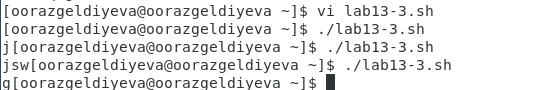 [oorazgeldiyeva@oorazgeldiyeva ~]$ vi lab13-3.sh
[oorazgeldiyeva@oorazgeldiyeva ~]$ ./lab13-3.sh
j[oorazgeldiyeva@oorazgeldiyeva ~]$ ./lab13-3.sh
jsw[oorazgeldiyeva@oorazgeldiyeva ~]$ ./lab13-3.sh
g[oorazgeldiyeva@oorazgeldiyeva ~]$